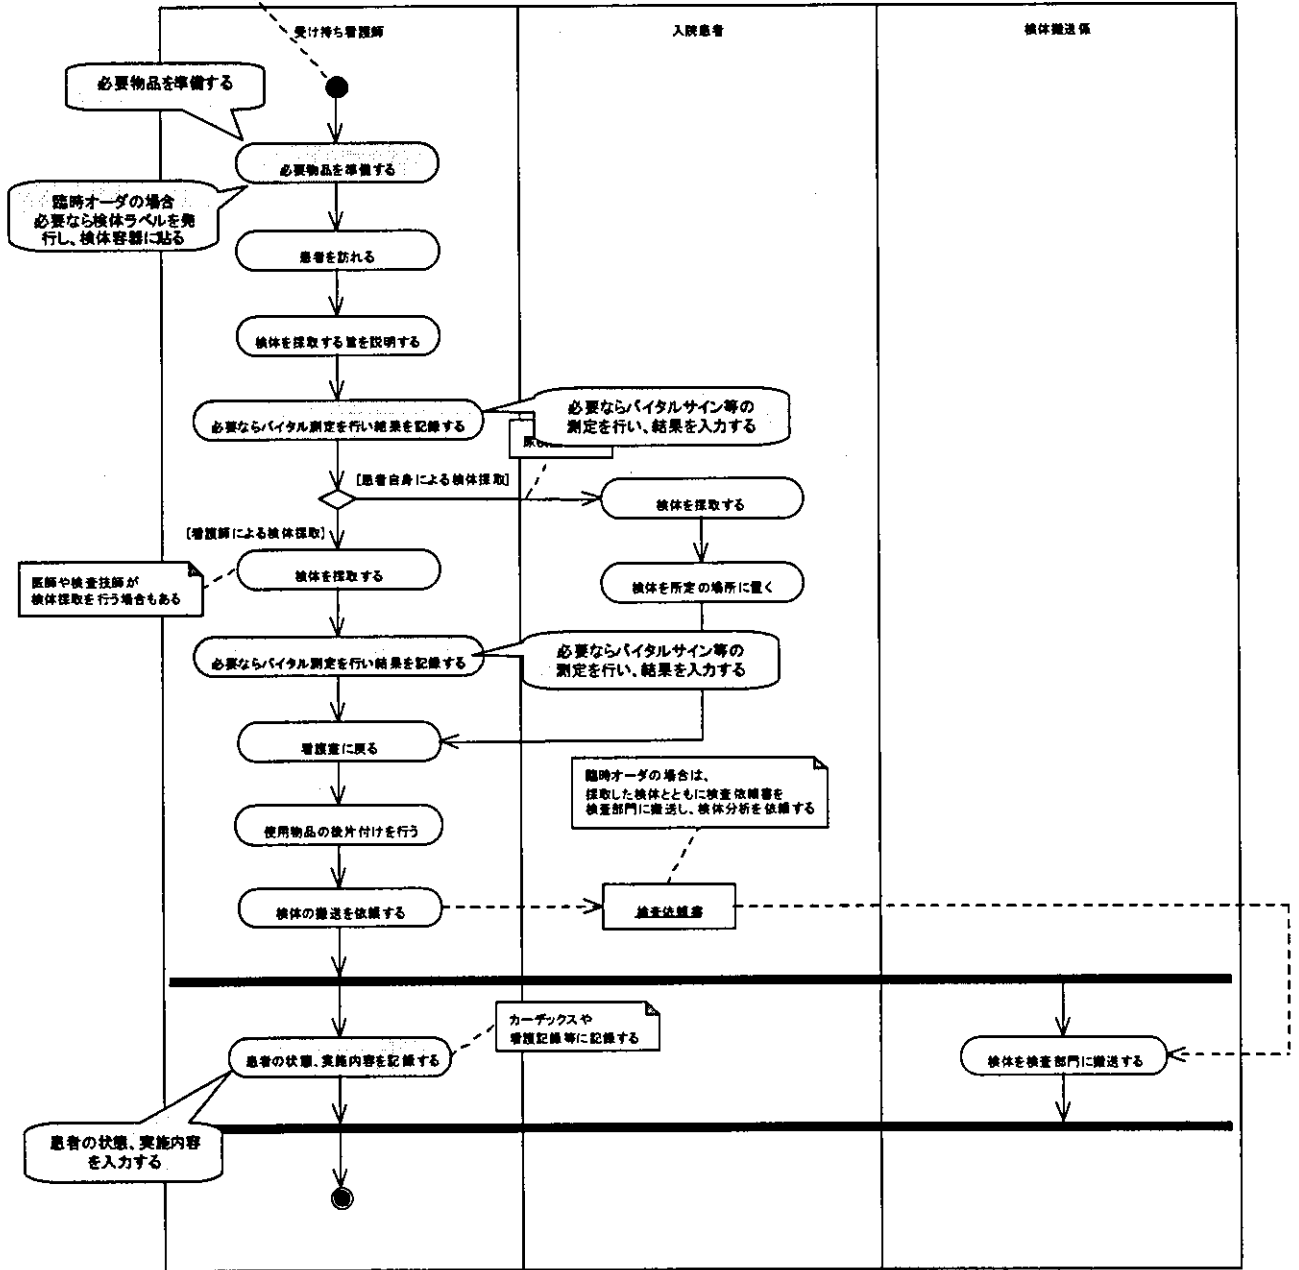 受け持ち看護師
入院患者
検体搬送係
必要物品を準備する
必要物品を準備する
臨時オーダの場合
必要なら検体ラベルを発
行し、検体容器に貼る
患者を訪れる
検体を採取する旨を説明する
必要ならバイタル測定を行い結果を記録する
必要ならバイタルサイン等の
測定を行い、結果を入力する
[患者自身による検体採取]
検体を採取する
[看護師による検体採取]
検体を採取する
医師や検査技師が
検体採取を行う場合もある
検体を所定の場所に置く
必要ならバイタル測定を行い結果を記録する
必要ならバイタルサイン等の
測定を行い、結果を入力する
看護室に戻る
臨時オーダの場合は、
採取した検体とともに検査依頼書を
検査部門に搬送し、検体分析を依頼する
使用物品の後片付けを行う
検体の搬送を依頼する
検査依頼書
カーデックスや
看護記録等に記録する
患者の状態、実施内容を記録する
検体を検査部門に搬送する
患者の状態、実施内容
を入力する